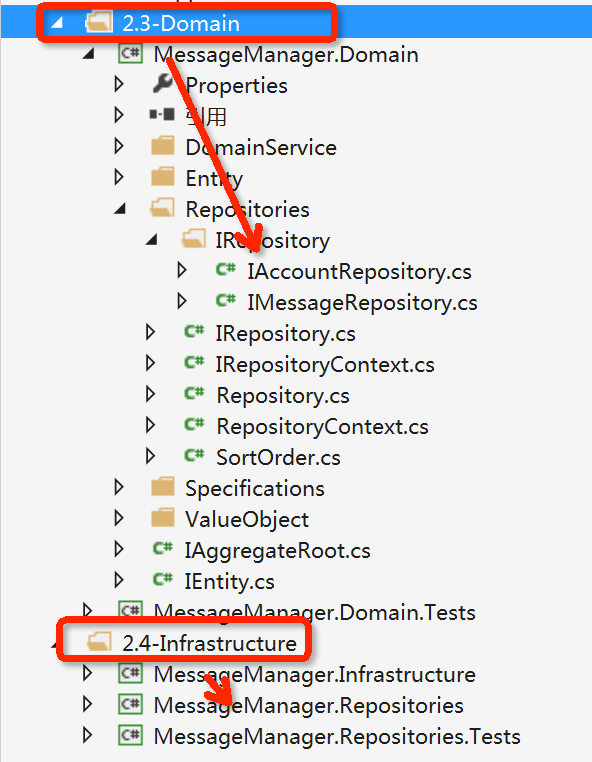 2.3-Domain
C# MessageManager.Domain
Properties
引用
DomainService
Entity
Repositories
IRepository
C# IAccountRepository.cs
C# IMessageRepository.cs
C# IRepository.cs
C# IRepositoryContext.cs
C# Repository.cs
C# RepositoryContext.cs
C# SortOrder.cs
Specifications
ValueObject
C# IAggregateRoot.cs
C# IEntity.cs
C# MessageManager.Domain.Tests
2.4-Infrastructure
C# MessageManager.Infrastructure
C# MessageManager.Repositories
C# MessageManager.Repositories.Tests